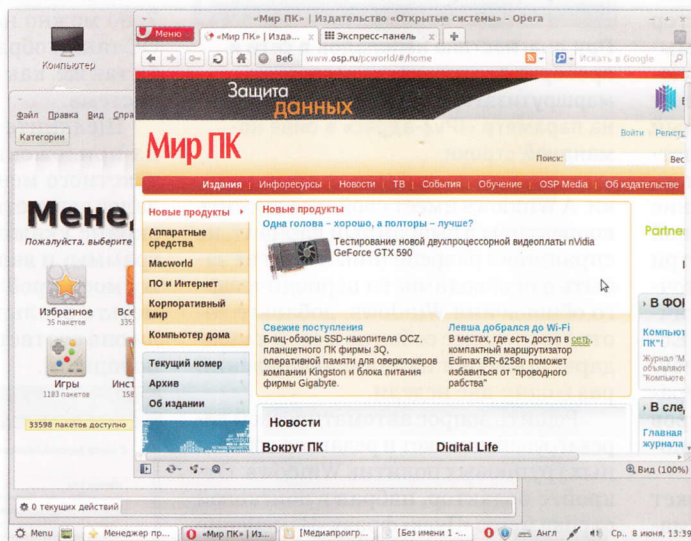 Компьютер
«Мир ПК» | Издательство «Открытые системы» - Opera
Меню
«Мир ПК» | Изда...
Экспресс-панель
Веб
www.osp.ru/pcworld/#/home
Искать в Google
Защита
данных
Войти
Мир ПК
Поиск:
Издания | Инфоресурсы | Новости | ТВ | События | Обучение | OSP Media | Об издательстве
Файл Правка Вид
Категории
Пожалуйста, выберите
Избранное
35 пакетов
Игры
1183 пакетов
33598 пакетов доступно
0 текущих действий
Новые продукты
Аппаратные
средства
Macworld
ПО и Интернет
Корпоративный
мир
Компьютер дома
Текущий номер
Архив
Об издании
Новые продукты
Одна голова – хорошо, а полторы – лучше?
Тестирование новой двухпроцессорной видеоплаты nVidia
GeForce GTX 590
Свежие поступления
Блиц-обзоры SSD-накопителя OCZ,
планшетного ПК фирмы 3Q,
оперативной памяти для оверклокеров
компании Kingston и блока питания
фирмы Gigabyte.
Левша добрался до Wi-Fi
В местах, где есть доступ в сеть,
компактный маршрутизатор
Edimax BR-6258n поможет
избавиться от "проводного
рабства"
Новости
Вокруг ПК
Digital Life
ПК"]
Главная
журнала
Вид (100%)
Menu
Менеджер пр...
«Мир ПК» | Из...
[Медиапроигр...
[Без имени 1 -...
Англ
Ср., 8 июня, 13:39